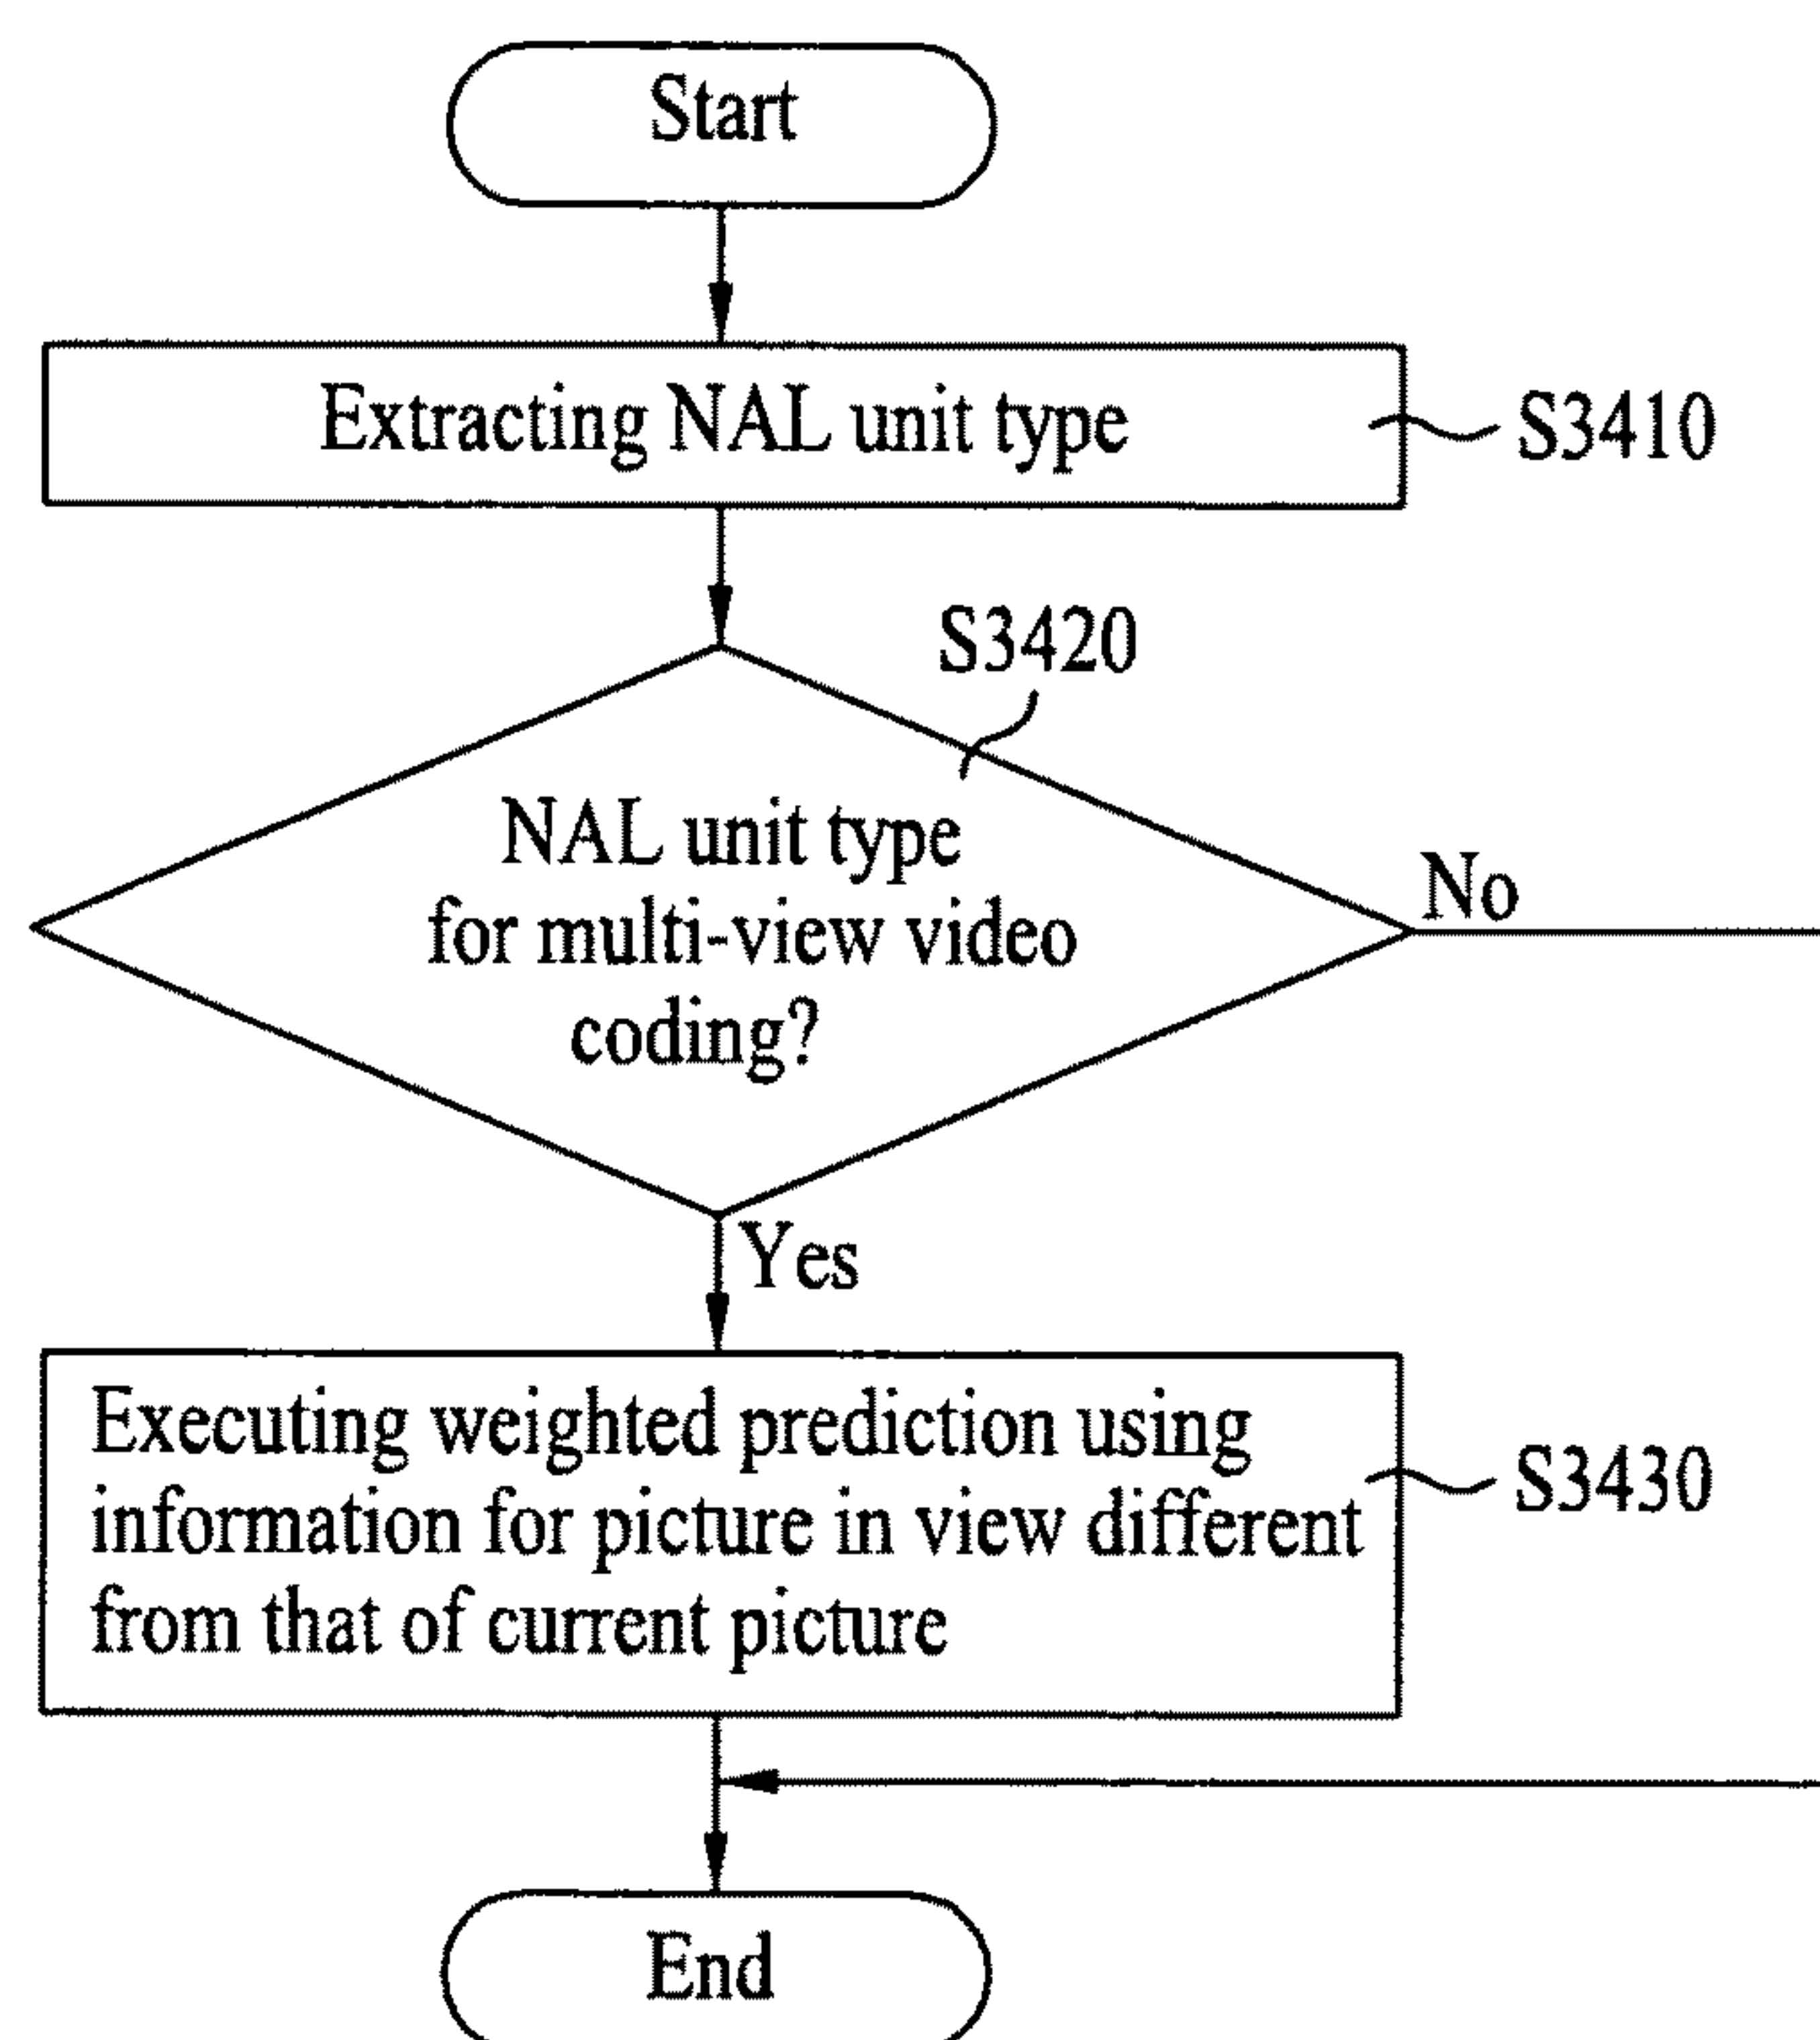 Start
Extracting NAL unit type
S3410
S3420
NAL unit type
for multi-view video
coding?
No
Yes
Executing weighted prediction using
information for picture in view different
from that of current picture
S3430
End